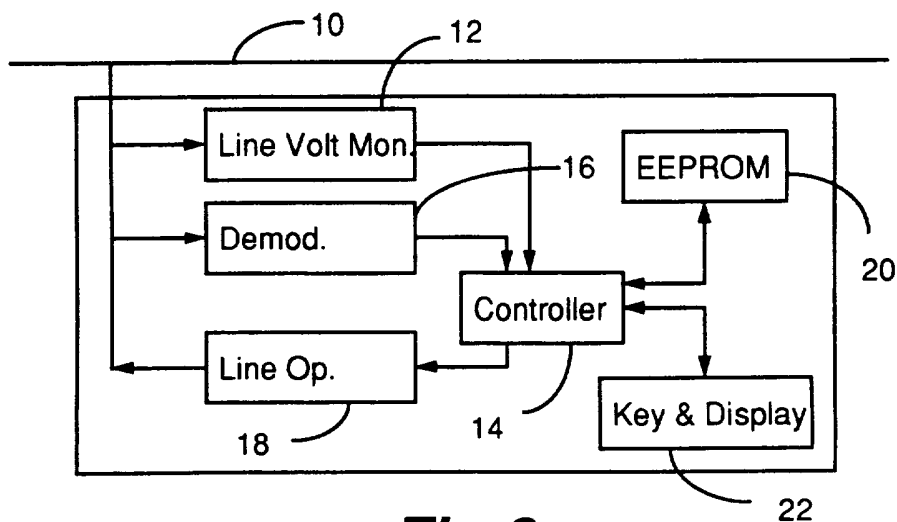 10
12
Line Volt Mon.
16
EEPROM
Demod.
20
Controller
Line Op.
18
14
Key & Display
22